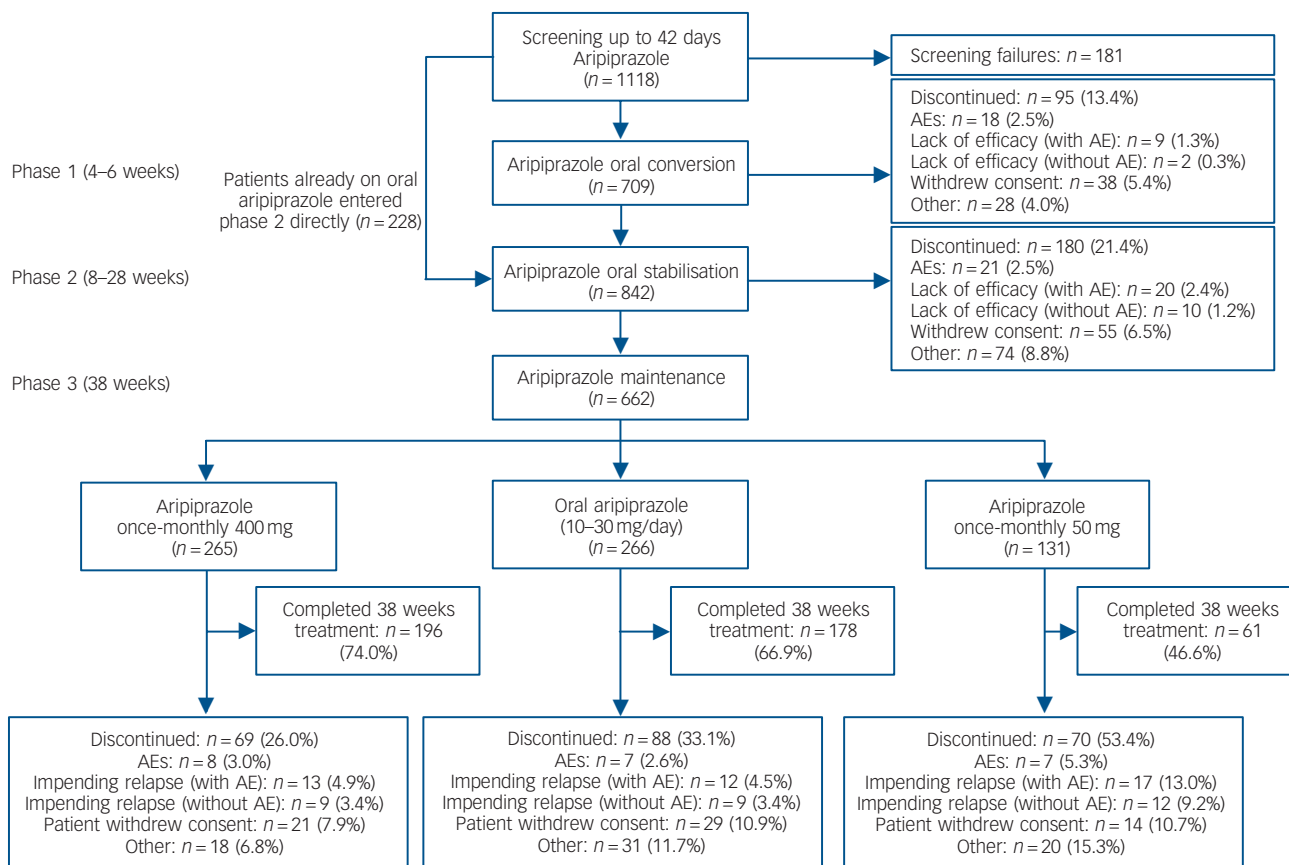 Screening up to 42 days
Aripiprazole
(n = 1118)
Screening failures: n = 181
Discontinued: n = 95 (13.4%)
AEs: n = 18 (2.5%)
Lack of efficacy (with AE): n = 9 (1.3%)
Lack of efficacy (without AE): n = 2 (0.3%)
Withdrew consent: n = 38 (5.4%)
Other: n = 28 (4.0%)
Phase 1 (4–6 weeks)
Aripiprazole oral conversion
(n = 709)
Patients already on oral
aripiprazole entered
phase 2 directly (n = 228)
Phase 2 (8–28 weeks)
Aripiprazole oral stabilisation
(n = 842)
Discontinued: n = 180 (21.4%)
AEs: n = 21 (2.5%)
Lack of efficacy (with AE): n = 20 (2.4%)
Lack of efficacy (without AE): n = 10 (1.2%)
Withdrew consent: n = 55 (6.5%)
Other: n = 74 (8.8%)
Phase 3 (38 weeks)
Aripiprazole maintenance
(n = 662)
Aripiprazole
once-monthly 400 mg
(n = 265)
Oral aripiprazole
(10–30 mg/day)
(n = 266)
Aripiprazole
once-monthly 50 mg
(n = 131)
Completed 38 weeks
treatment: n = 196
(74.0%)
Completed 38 weeks
treatment: n = 178
(66.9%)
Completed 38 weeks
treatment: n = 61
(46.6%)
Discontinued: n = 69 (26.0%)
AEs: n = 8 (3.0%)
Impending relapse (with AE): n = 13 (4.9%)
Impending relapse (without AE): n = 9 (3.4%)
Patient withdrew consent: n = 21 (7.9%)
Other: n = 18 (6.8%)
Discontinued: n = 88 (33.1%)
AEs: n = 7 (2.6%)
Impending relapse (with AE): n = 12 (4.5%)
Impending relapse (without AE): n = 9 (3.4%)
Patient withdrew consent: n = 29 (10.9%)
Other: n = 31 (11.7%)
Discontinued: n = 70 (53.4%)
AEs: n = 7 (5.3%)
Impending relapse (with AE): n = 17 (13.0%)
Impending relapse (without AE): n = 12 (9.2%)
Patient withdrew consent: n = 14 (10.7%)
Other: n = 20 (15.3%)